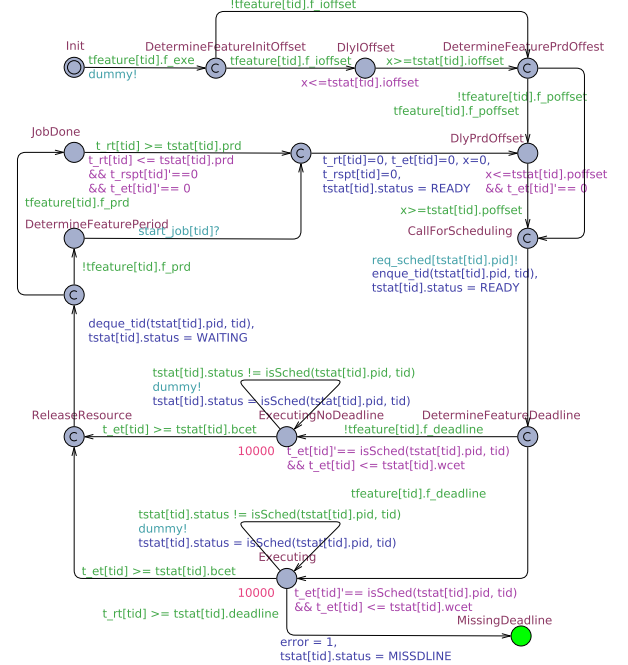 !tfeature[tid].f_ioffset
Init
DetermineFeatureInitOffset
DlyIOffset
DetermineFeaturePrdOffest
tfeature[tid].f_exe
dummy!
C
tfeature[tid].f_ioffset
x>=tstat[tid].ioffset
C
x<=tstat[tid].ioffset
!tfeature[tid].f_poffset
tfeature[tid].f_poffset
JobDone
DlyPrdOffset
t_rt[tid] >= tstat[tid].prd
C
t_rt[tid] <= tstat[tid].prd
&& t_rspt[tid]'==0
&& t_et[tid]'== 0
t_rt[tid]=0, t_et[tid]=0, x=0,
t_rspt[tid]=0,
tstat[tid].status = READY
x<=tstat[tid].poffset
&& t_et[tid]'== 0
tfeature[tid].f_prd
x>=tstat[tid].poffset
DetermineFeaturePeriod
start_job[tid]?
CallForScheduling
C
!tfeature[tid].f_prd
req_sched[tstat[tid].pid]!
enque_tid(tstat[tid].pid, tid),
tstat[tid].status = READY
C
deque_tid(tstat[tid].pid, tid),
tstat[tid].status = WAITING
tstat[tid].status != isSched(tstat[tid].pid, tid)
dummy!
tstat[tid].status = isSched(tstat[tid].pid, tid)
ReleaseResource
ExecutingNoDeadline
DetermineFeatureDeadline
C
t_et[tid] >= tstat[tid].bcet
!tfeature[tid].f_deadline
C
10000
t_et[tid]'== isSched(tstat[tid].pid, tid)
&& t_et[tid] <= tstat[tid].wcet
tfeature[tid].f_deadline
tstat[tid].status != isSched(tstat[tid].pid, tid)
dummy!
tstat[tid].status = isSched(tstat[tid].pid, tid)
Executing
t_et[tid] >= tstat[tid].bcet
10000
t_et[tid]'== isSched(tstat[tid].pid, tid)
&& t_et[tid] <= tstat[tid].wcet
t_rt[tid] >= tstat[tid].deadline
MissingDeadline
error = 1,
tstat[tid].status = MISSDLINE